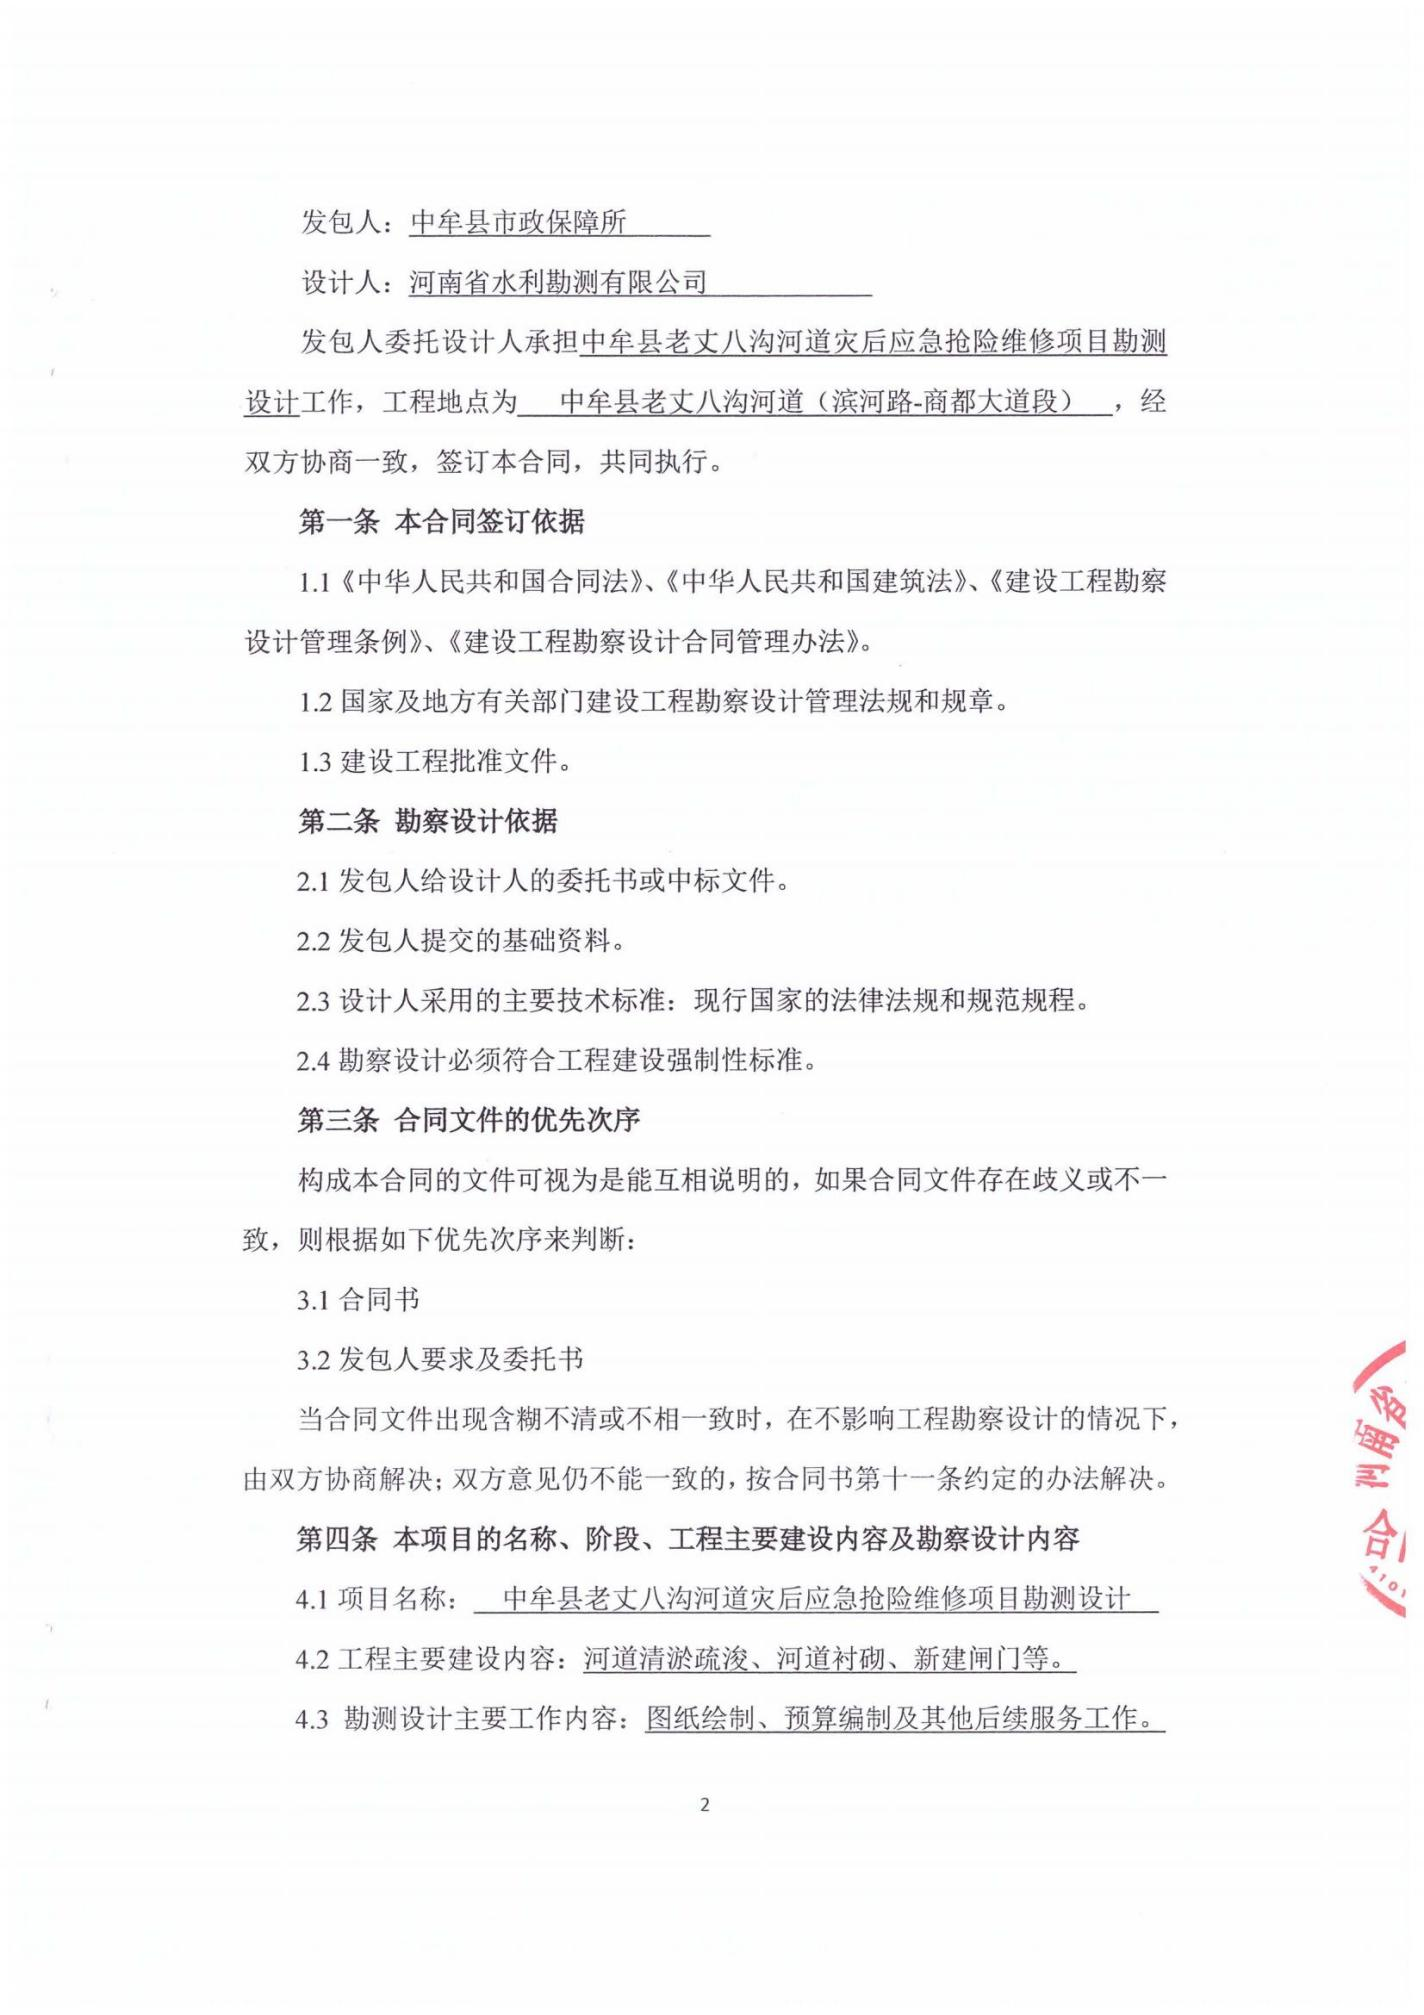 发包人：中牟县市政保障所
设计人：河南省水利勘测有限公司
发包人委托设计人承担中牟县老丈八沟河道灾后应急抢险维修项目勘测
设计工作，工程地点为 中牟县老丈八沟河道（滨河路-商都大道段） ，经
双方协商一致，签订本合同，共同执行。
第一条 本合同签订依据
1.1《中华人民共和国合同法》、《中华人民共和国建筑法》、《建设工程勘察
设计管理条例》、《建设工程勘察设计合同管理办法》。
1.2 国家及地方有关部门建设工程勘察设计管理法规和规章。
1.3 建设工程批准文件。
第二条 勘察设计依据
2.1 发包人给设计人的委托书或中标文件。
2.2 发包人提交的基础资料。
2.3 设计人采用的主要技术标准：现行国家的法律法规和规范规程。
2.4 勘察设计必须符合工程建设强制性标准。
第三条 合同文件的优先次序
构成本合同的文件可视为是能互相说明的，如果合同文件存在歧义或不一
致，则根据如下优先次序来判断：
3.1 合同书
3.2 发包人要求及委托书
当合同文件出现含糊不清或不相一致时，在不影响工程勘察设计的情况下，
由双方协商解决；双方意见仍不能一致的，按合同书第十一条约定的办法解决。
第四条 本项目的名称、阶段、工程主要建设内容及勘察设计内容
4.1 项目名称： 中牟县老丈八沟河道灾后应急抢险维修项目勘测设计
4.2 工程主要建设内容：河道清淤疏浚、河道衬砌、新建闸门等。
4.3 勘测设计主要工作内容：图纸绘制、预算编制及其他后续服务工作。
2
南省
合
4101